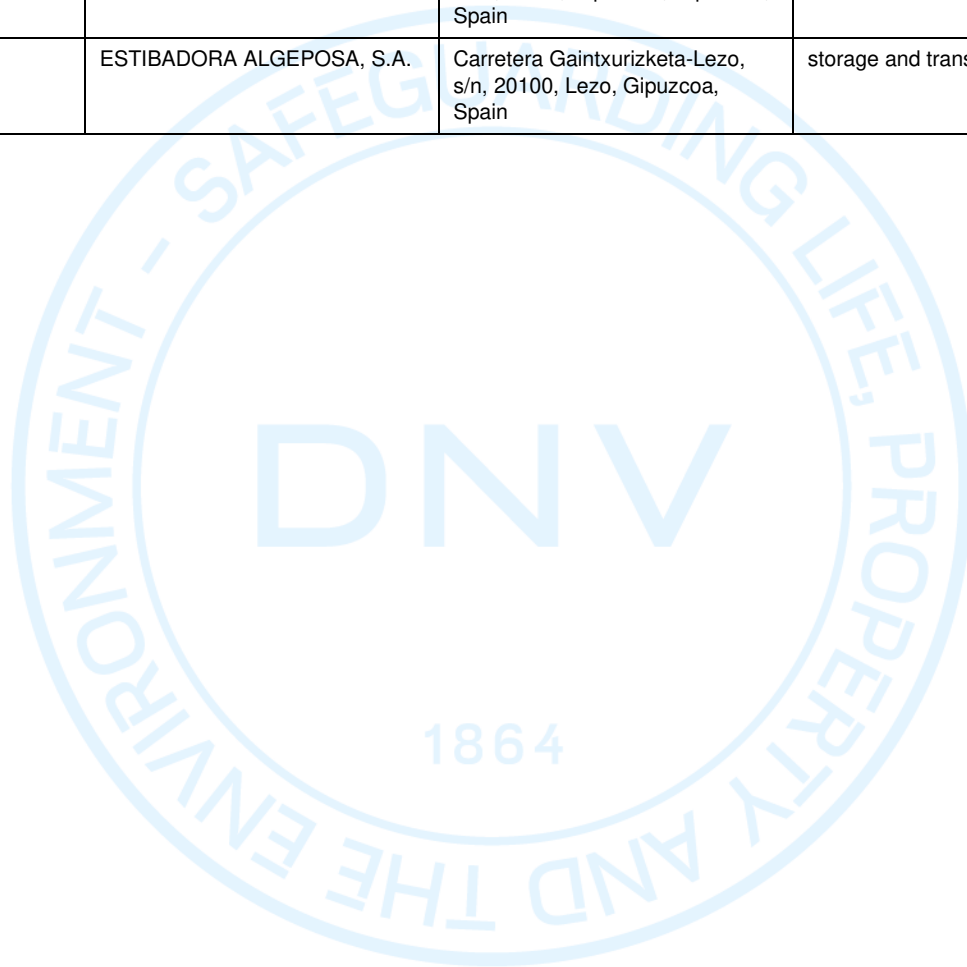 Spain
ESTIBADORA ALGEPOSA, S.A.
Carretera Gaintxurizketa-Lezo,
s/n, 20100, Lezo, Gipuzcoa,
Spain
storage and
SAFEGUARDING LIFE, PROPERTY AND THE ENVIRONMENT -
DNV
1864